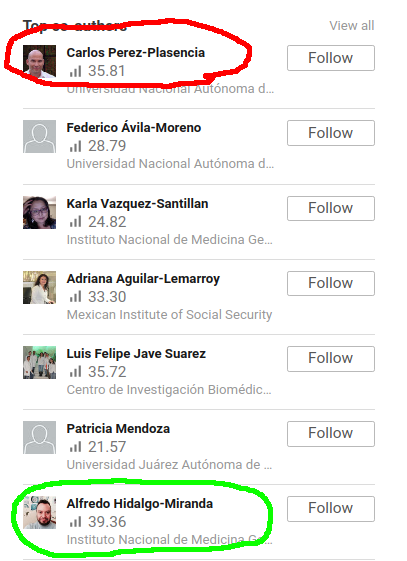 Top co-authors
View all
Carlos Perez-Plasencia
35.81
Universidad Nacional Autónoma d...
Follow
Federico Ávila-Moreno
28.79
Universidad Nacional Autónoma d...
Follow
Karla Vazquez-Santillan
24.82
Instituto Nacional de Medicina Ge...
Follow
Adriana Aguilar-Lemarroy
33.30
Mexican Institute of Social Security
Follow
Luis Felipe Jave Suarez
35.72
Centro de Investigación Biomédic...
Follow
Patricia Mendoza
21.57
Universidad Juárez Autónoma de ...
Follow
Alfredo Hidalgo-Miranda
39.36
Instituto Nacional de Medicina Ge...
Follow